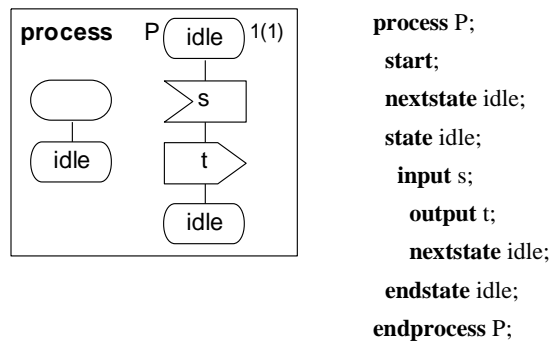 process P idle 1(1)
s
idle t
idle
process P;
start;
nextstate idle;
state idle;
input s;
output t;
nextstate idle;
endstate idle;
endprocess P;